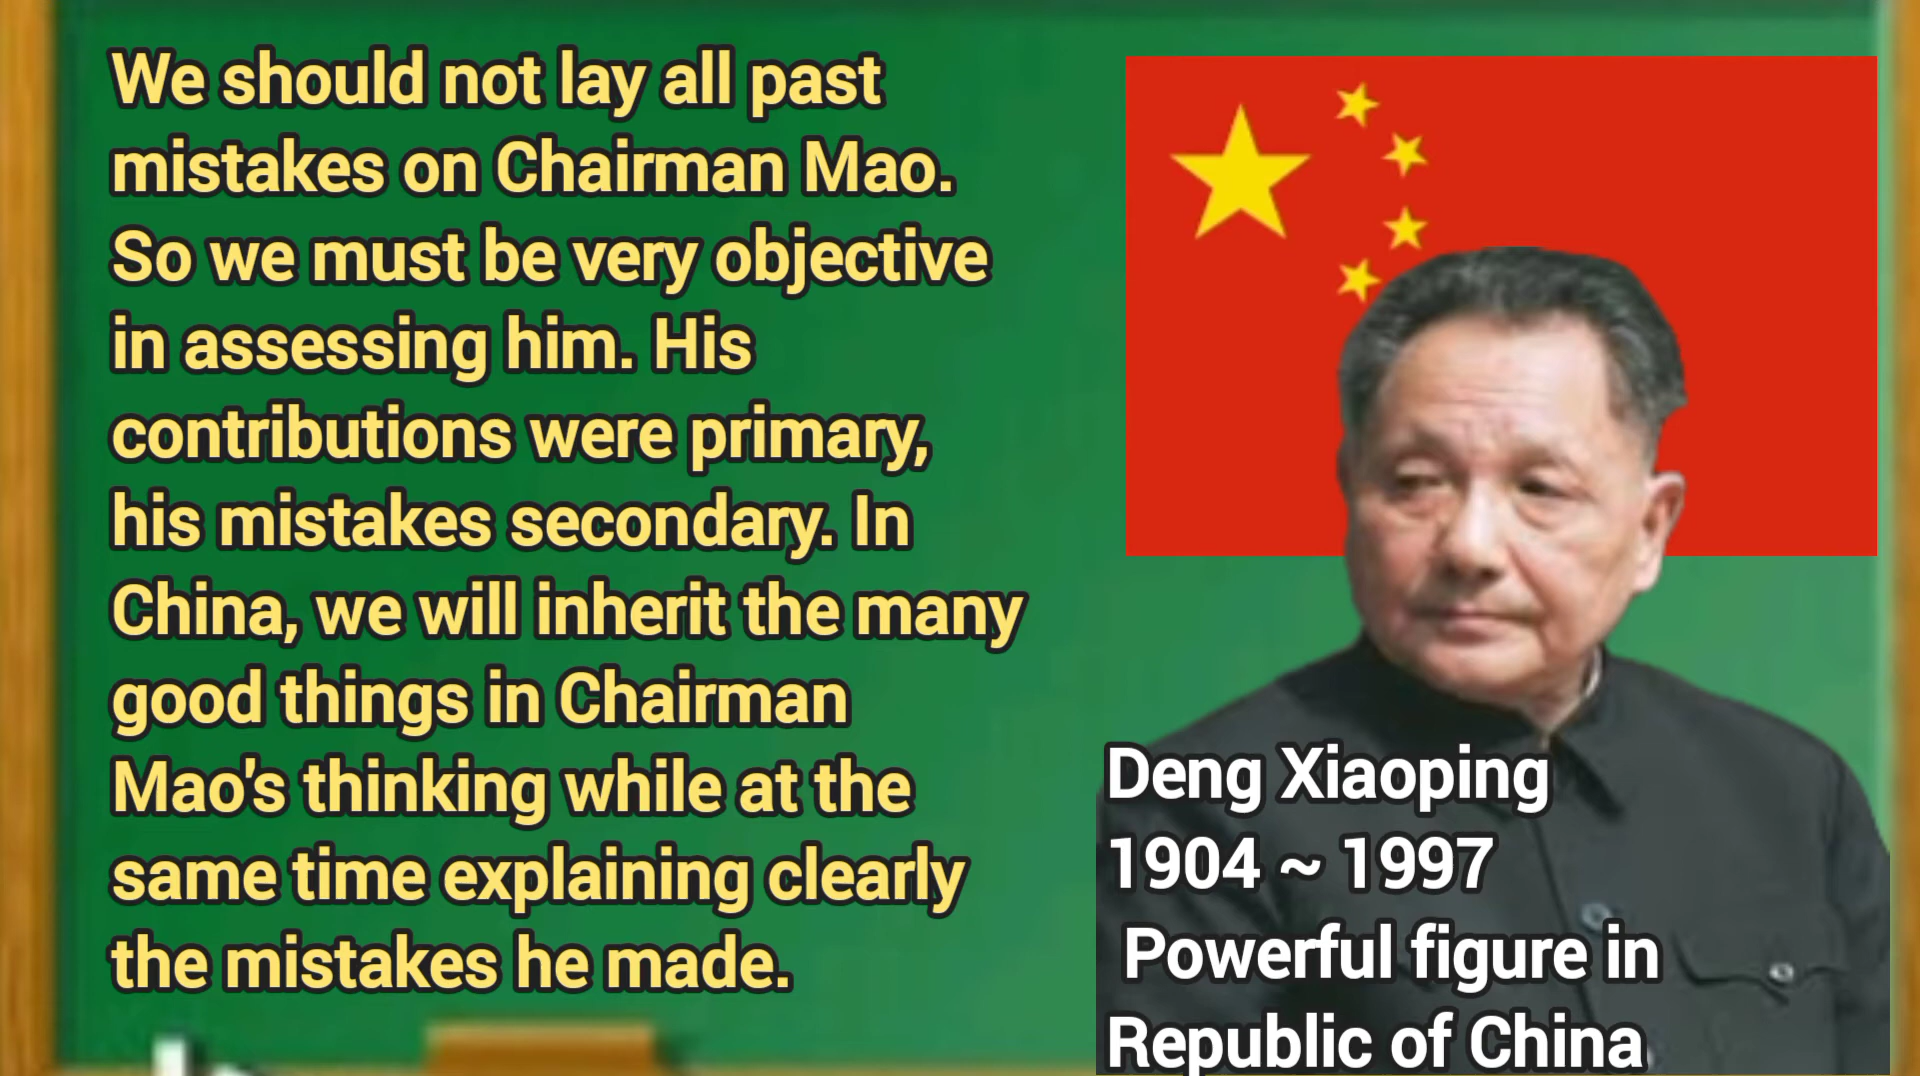 We should not lay all past
mistakes on Chairman Mao.
So we must be very objective
in assessing him. His
contributions were primary,
his mistakes secondary. In
China, we will inherit the many
good things in Chairman
Mao's thinking while at the
same time explaining clearly
the mistakes he made.
Deng Xiaoping
1904 ~ 1997
Powerful figure in
Republic of China